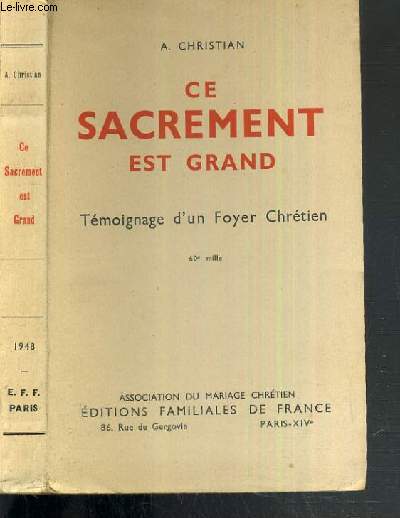 le-livre.com
A. Christian
Ce
Sacrement
est
Grand
1948
E. F. F.
PARIS
A. CHRISTIAN
CE
SACREMENT
EST GRAND
Témoignage d'un Foyer Chrétien
60e mille
ASSOCIATION DU MARIAGE CHRÉTIEN
ÉDITIONS FAMILIALES DE FRANCE
86, Rue du Gergovie PARIS-XIVe